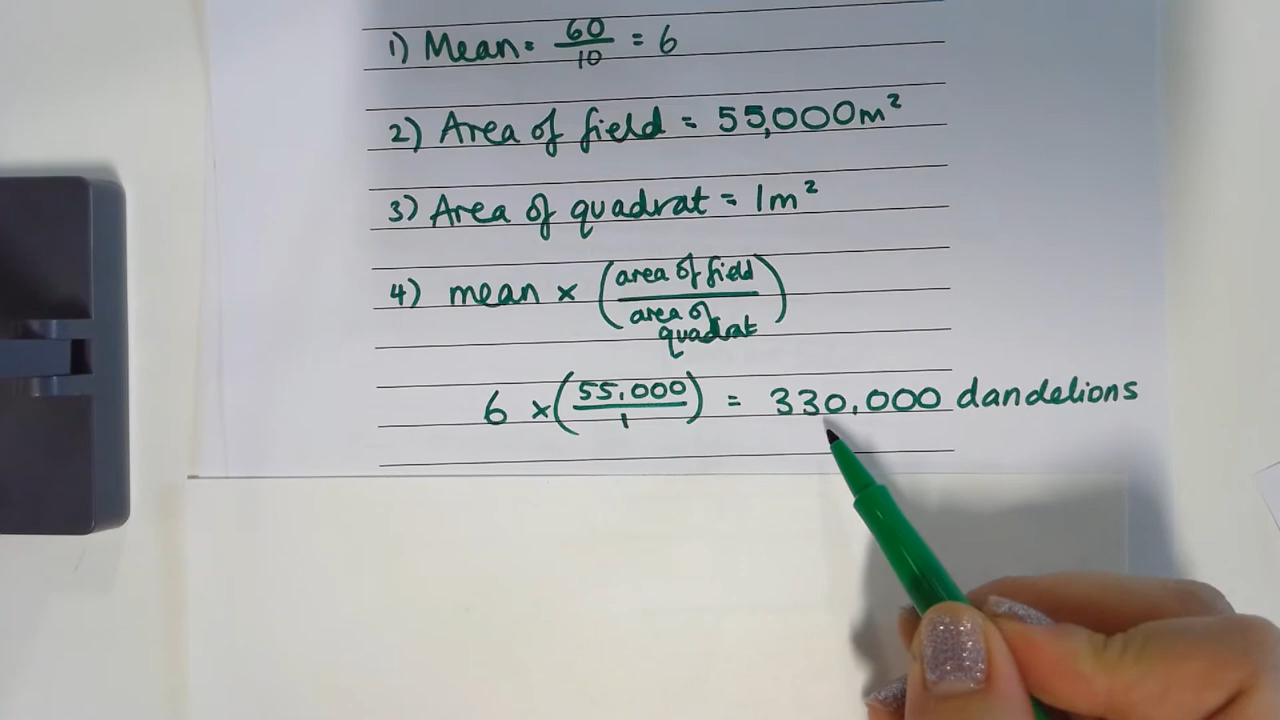 1) Mean = 60/10 = 6
2) Area of field = 55,000m²
3) Area of quadrat = 1m²
4) mean × (area of field/area of quadrat)
6 × (55,000/1) = 330,000 dandelions